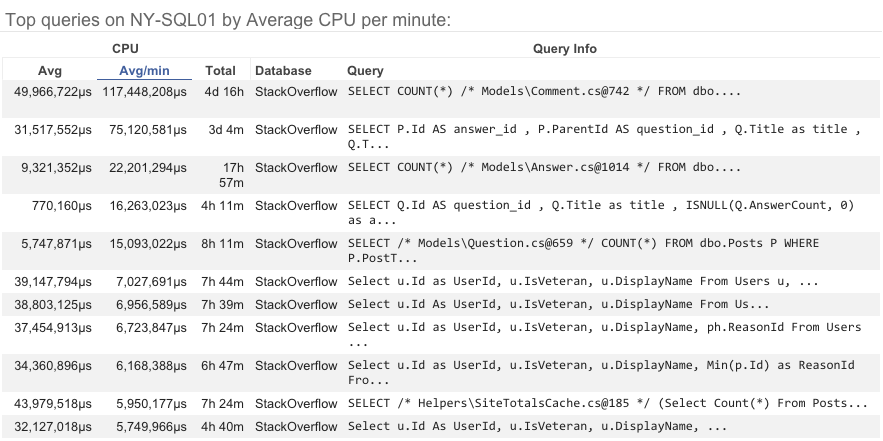 Top queries on NY-SQL01 by Average CPU per minute:
CPU Query Info
Avg Avg/min Total Database Query
49,966,722µs 117,448,208µs 4d 16h StackOverflow SELECT COUNT(*) /* Models\Comment.cs@742 */ FROM dbo....
31,517,552µs 75,120,581µs 3d 4m StackOverflow SELECT P.Id AS answer_id , P.ParentId AS question_id , Q.Title as title ,
Q.T...
9,321,352µs 22,201,294µs 17h StackOverflow SELECT COUNT(*) /* Models\Answer.cs@1014 */ FROM dbo....
57m
770,160µs 16,263,023µs 4h 11m StackOverflow SELECT Q.Id AS question_id , Q.Title as title , ISNULL(Q.AnswerCount, 0)
as a...
5,747,871µs 15,093,022µs 8h 11m StackOverflow SELECT /* Models\Question.cs@659 */ COUNT(*) FROM dbo.Posts P WHERE
P.PostT...
39,147,794µs 7,027,691µs 7h 44m StackOverflow Select u.Id as UserId, u.IsVeteran, u.DisplayName From Users u, ...
38,803,125µs 6,956,589µs 7h 39m StackOverflow Select u.Id As UserId, u.IsVeteran, u.DisplayName From Us...
37,454,913µs 6,723,847µs 7h 24m StackOverflow Select u.Id as UserId, u.IsVeteran, u.DisplayName, ph.ReasonId From Users
...
34,360,896µs 6,168,388µs 6h 47m StackOverflow Select u.Id as UserId, u.IsVeteran, u.DisplayName, Min(p.Id) as ReasonId
Fro...
43,979,518µs 5,950,177µs 7h 24m StackOverflow SELECT /* Helpers\SiteTotalsCache.cs@185 */ (Select Count(*) From Posts...
32,127,018µs 5,749,966µs 4h 40m StackOverflow Select u.Id as UserId, u.IsVeteran, u.DisplayName, ...